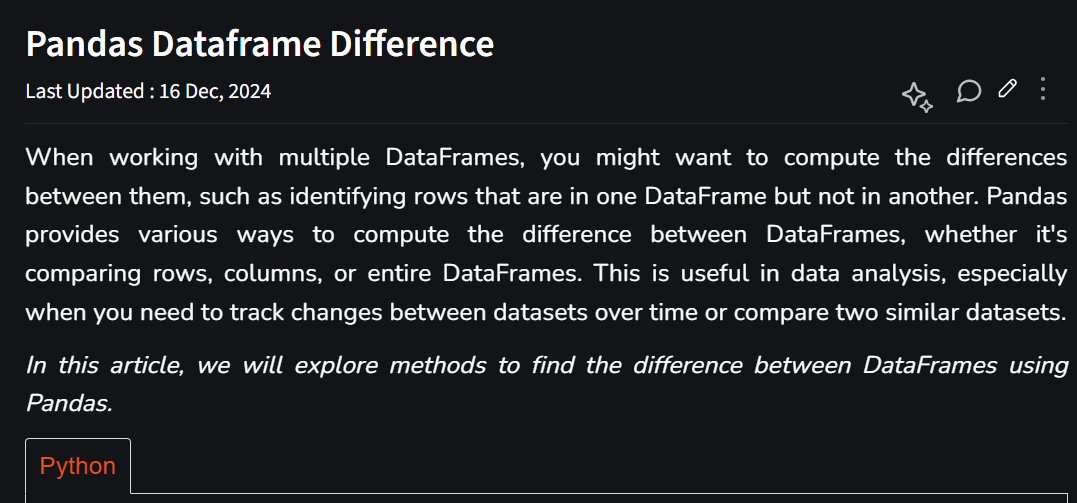 Pandas Dataframe Difference
Last Updated : 16 Dec, 2024
When working with multiple DataFrames, you might want to compute the differences
between them, such as identifying rows that are in one DataFrame but not in another. Pandas
provides various ways to compute the difference between DataFrames, whether it's
comparing rows, columns, or entire DataFrames. This is useful in data analysis, especially
when you need to track changes between datasets over time or compare two similar datasets.
In this article, we will explore methods to find the difference between DataFrames using
Pandas.
Python